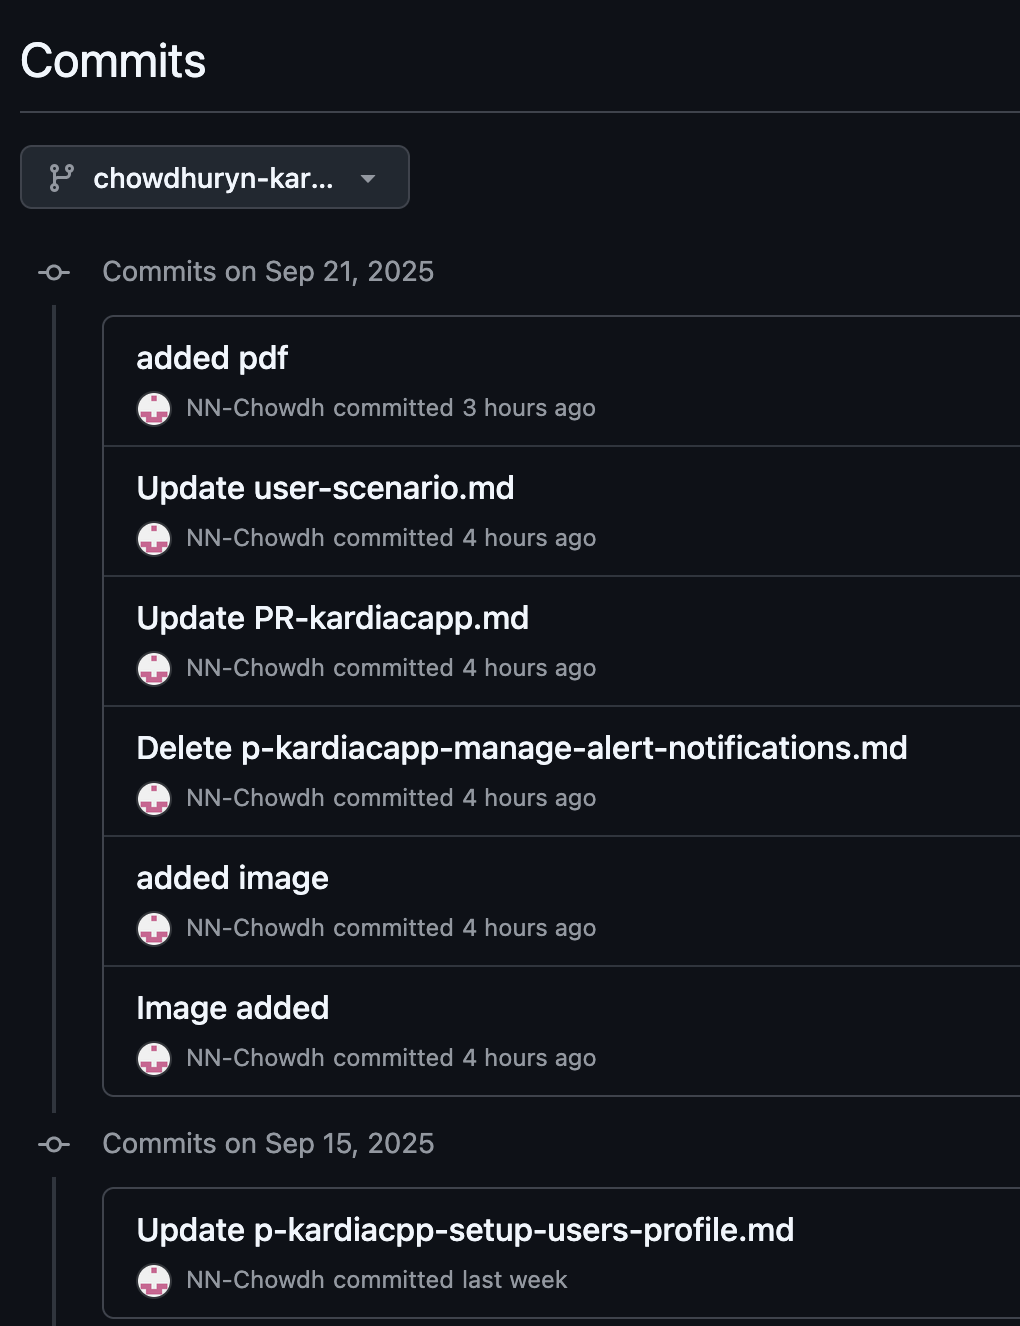 Commits
chowdhuryn-kar...
Commits on Sep 21, 2025
added pdf
NN-Chowdh committed 3 hours ago
Update user-scenario.md
NN-Chowdh committed 4 hours ago
Update PR-kardiacapp.md
NN-Chowdh committed 4 hours ago
Delete p-kardiacapp-manage-alert-notifications.md
NN-Chowdh committed 4 hours ago
added image
NN-Chowdh committed 4 hours ago
Image added
NN-Chowdh committed 4 hours ago
Commits on Sep 15, 2025
Update p-kardiacpp-setup-users-profile.md
NN-Chowdh committed last week